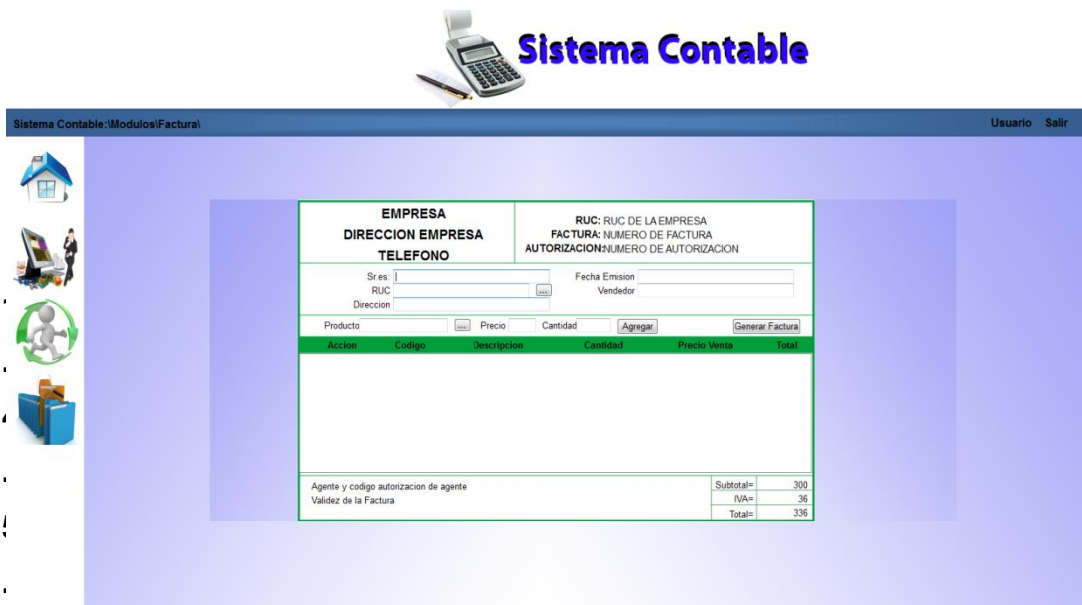 Sistema Contable
Sistema Contable:\Modulos\Factura\ Usuario Salir
EMPRESA
DIRECCION EMPRESA
TELEFONO
RUC: RUC DE LA EMPRESA
FACTURA: NUMERO DE FACTURA
AUTORIZACION:NUMERO DE AUTORIZACION
Sr.es: Fecha Emision
RUC ... Vendedor
Direccion
Producto ... Precio Cantidad Agregar Generar Factura
Accion Codigo Descripcion Cantidad Precio Venta Total
Agente y codigo autorizacion de agente
Validez de la Factura
Subtotal= 300
IVA= 36
Total= 336